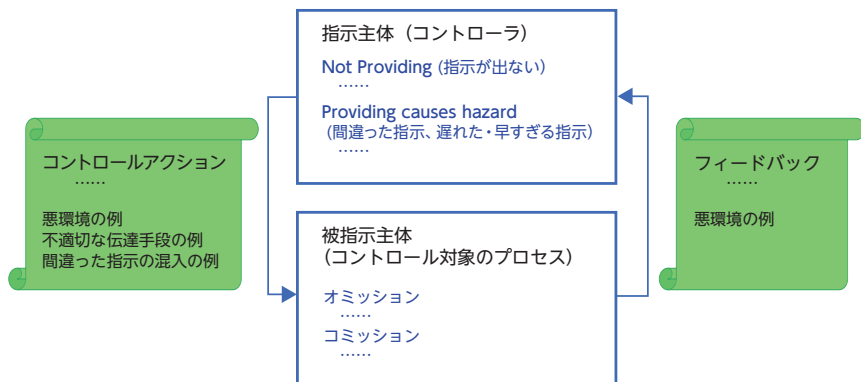 指示主体（コントローラ）
Not Providing (指示が出ない)
……
Providing causes hazard
（間違った指示、遅れた・早すぎる指示）
……
コントロールアクション
……
悪環境の例
不適切な伝達手段の例
間違った指示の混入の例
フィードバック
……
悪環境の例
被指示主体
（コントロール対象のプロセス）
オミッション
……
コミッション
……